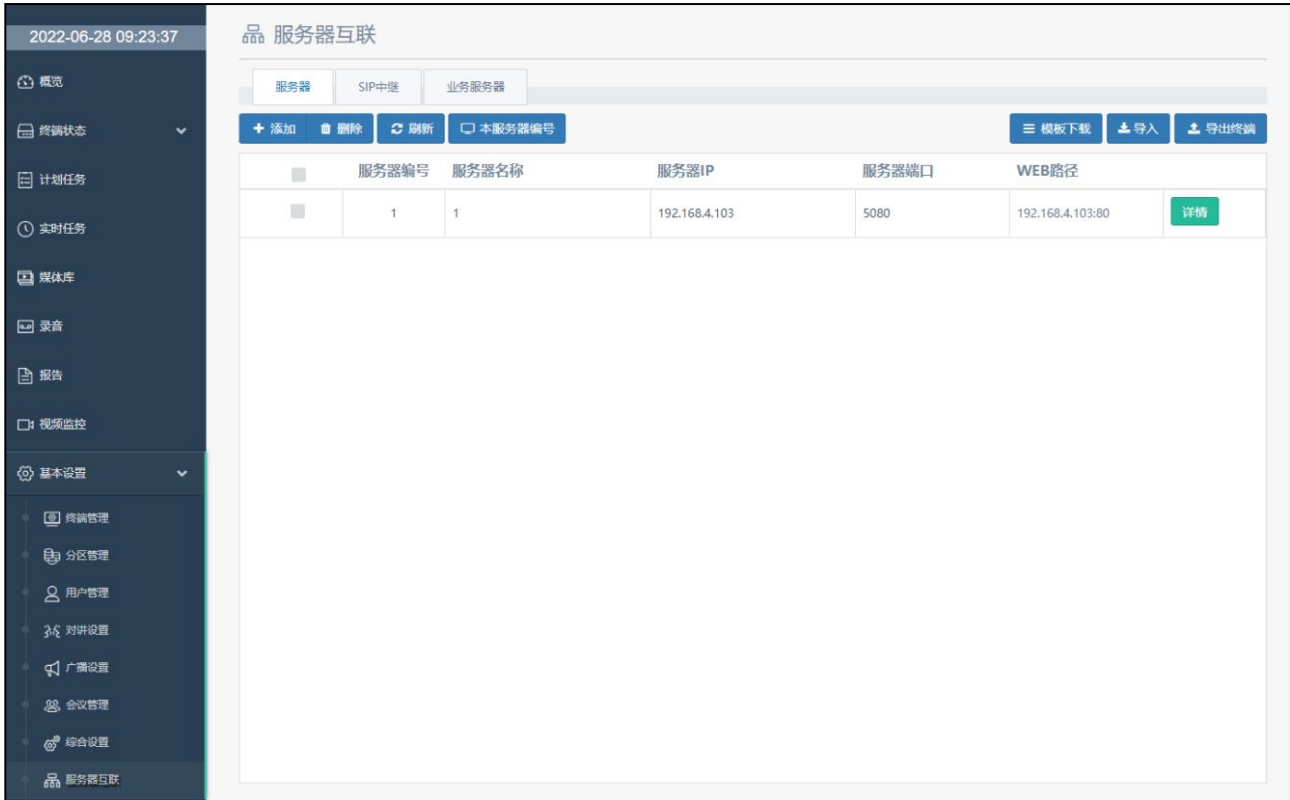 2022-06-28 09:23:37
概览
终端状态
计划任务
实时任务
媒体库
录音
报告
视频监控
基本设置
终端管理
分区管理
用户管理
对讲设置
广播设置
会议管理
综合设置
服务器互联
服务器互联
服务器 SIP中继 业务服务器
添加 删除 刷新 本服务器编号 模板下载 导入 导出终端
服务器编号 服务器名称 服务器IP 服务器端口 WEB路径
1 1 192.168.4.103 5080 192.168.4.103:80 详情